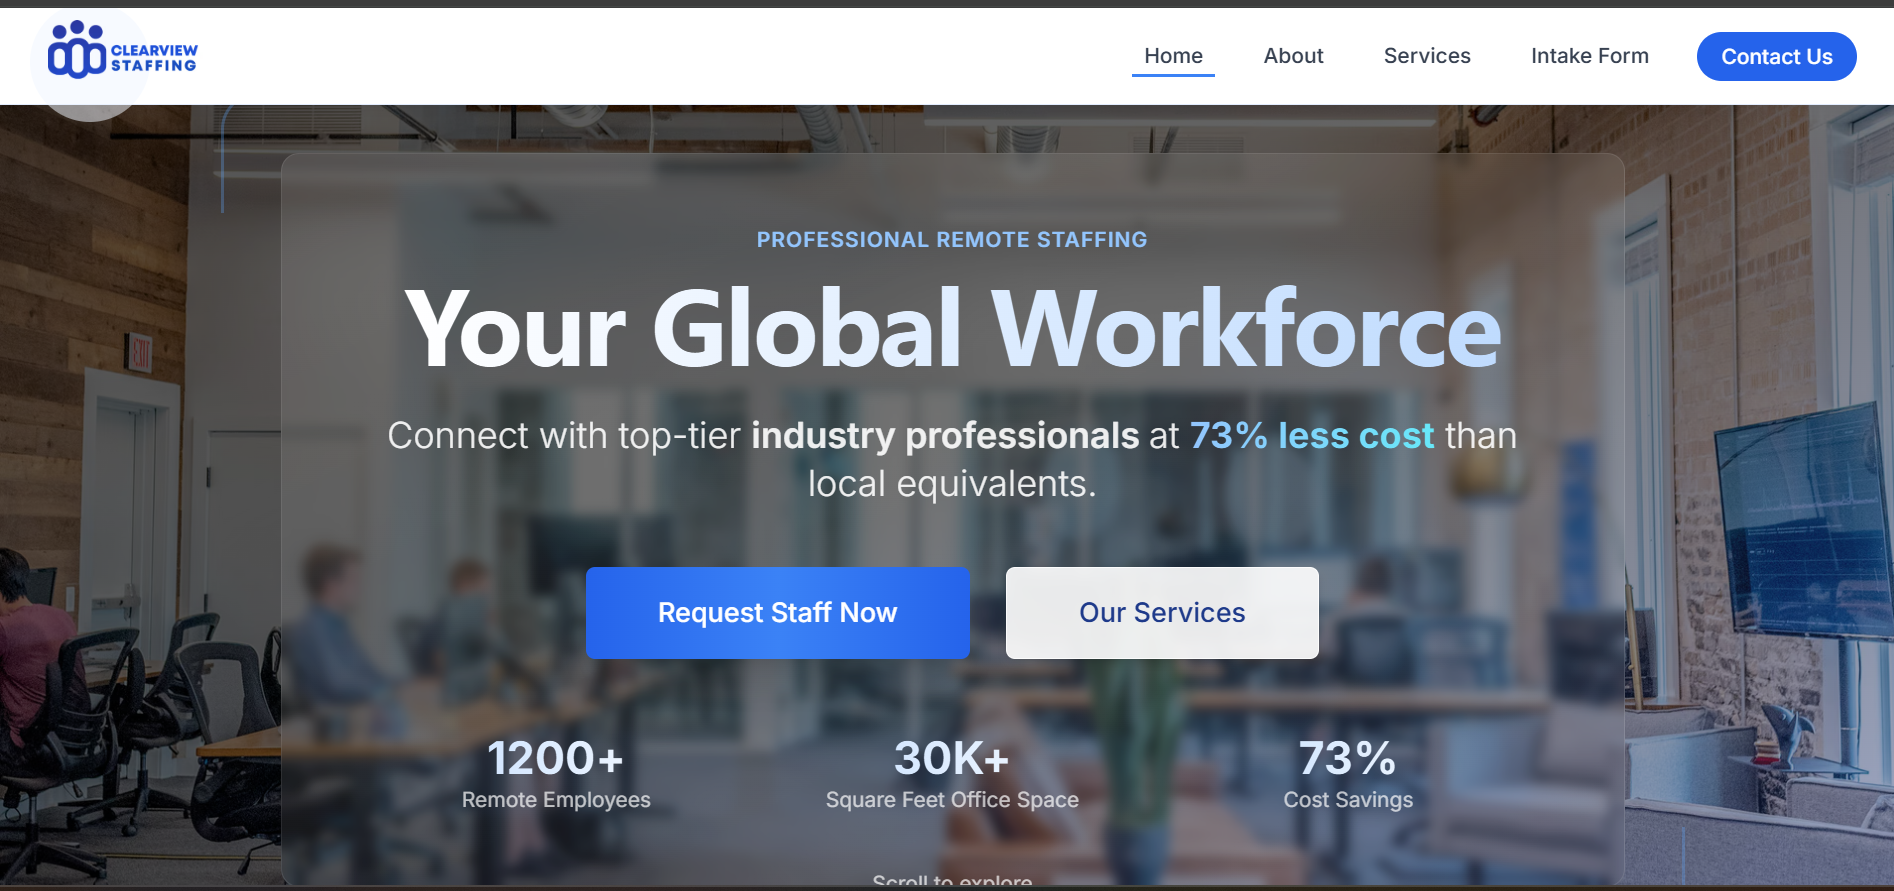 CLEARVIEW
STAFFING
Home
About
Services
Intake Form
Contact Us
PROFESSIONAL REMOTE STAFFING
Your Global Workforce
EXIT
Connect with top-tier industry professionals at 73% less cost than
local equivalents.
Request Staff Now
Our Services
1200+
Remote Employees
30K+
Square Feet Office Space
73%
Cost Savings
Scroll to explore